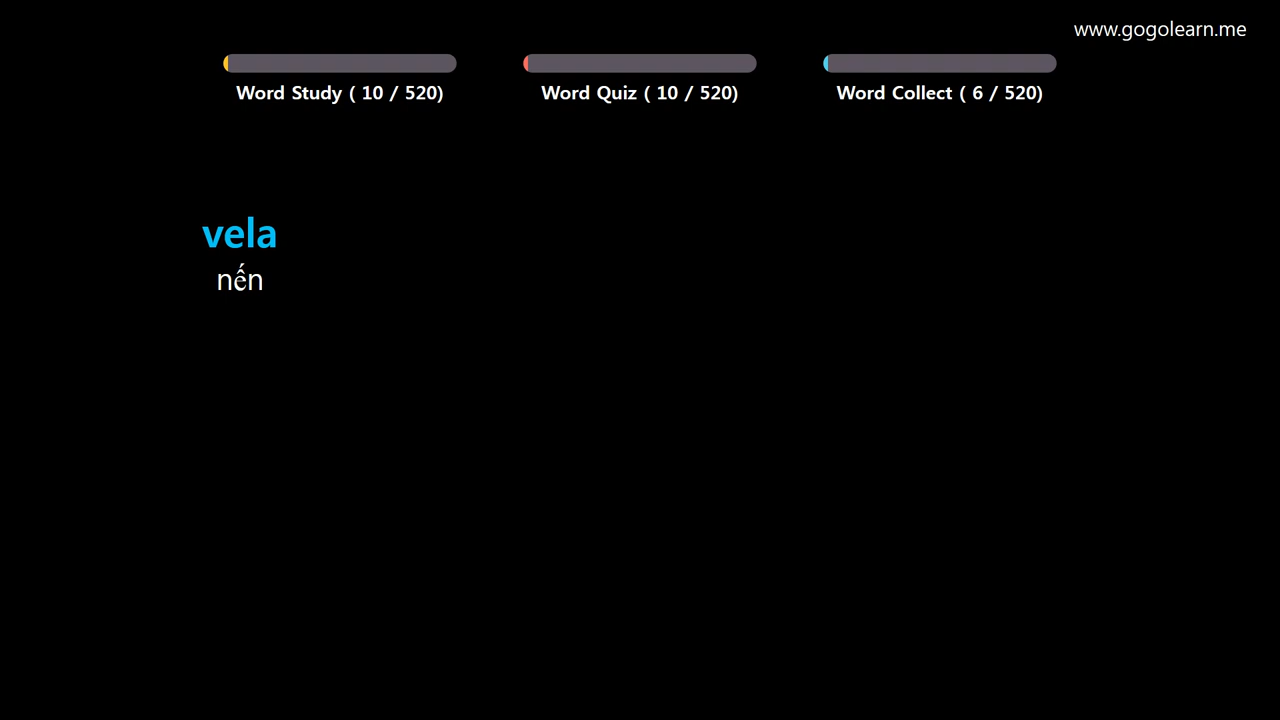 www.gogolearn.me
Word Study ( 10 / 520)
Word Quiz ( 10 / 520)
Word Collect ( 6 / 520)
vela
nến